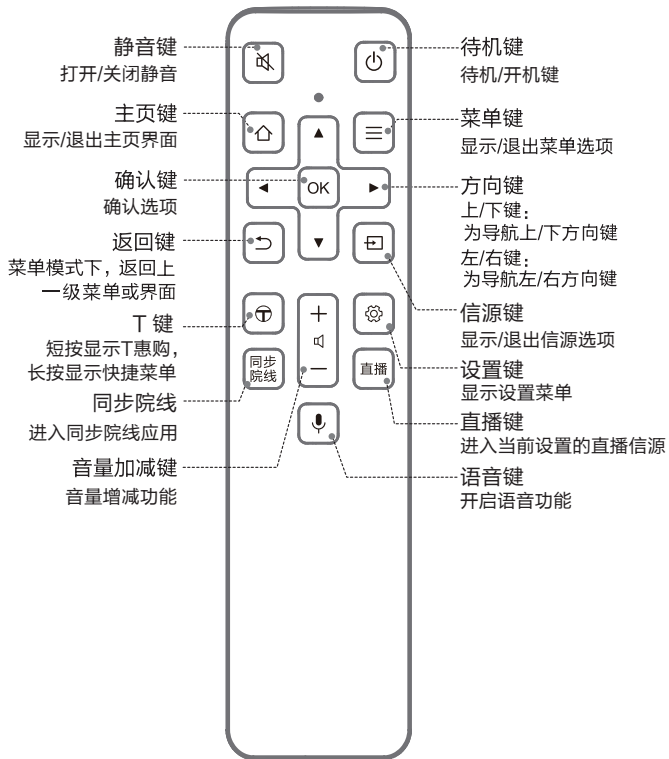 静音键
打开/关闭静音
主页键
显示/退出主页界面
确认键
确认选项
返回键
菜单模式下，返回上
一级菜单或界面
T 键
短按显示T惠购，
长按显示快捷菜单
同步院线
进入同步院线应用
音量加减键
音量增减功能
OK
同步
院线
直播
待机键
待机/开机键
菜单键
显示/退出菜单选项
方向键
上/下键：
为导航上/下方向键
左/右键：
为导航左/右方向键
信源键
显示/退出信源选项
设置键
显示设置菜单
直播键
进入当前设置的直播信源
语音键
开启语音功能